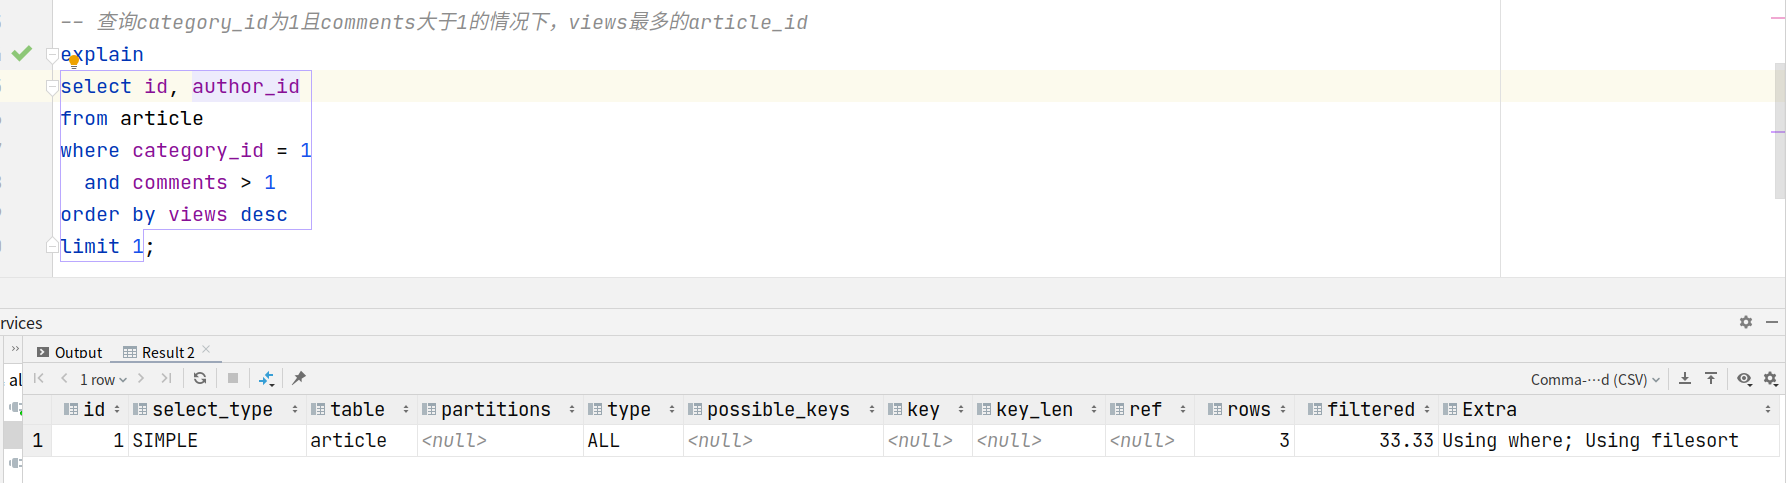 -- 查询category_id为1且comments大于1的情况下，views最多的article_id
explain
select id, author_id
from article
where category_id = 1
and comments > 1
order by views desc
limit 1;
rvices
Output
Result 2
al
1 row
Comma-…d (CSV)
id select_type table partitions type possible_keys key key_len ref rows filtered Extra
1 1 SIMPLE article <null> ALL <null> <null> <null> <null> 3 33.33 Using where; Using filesort